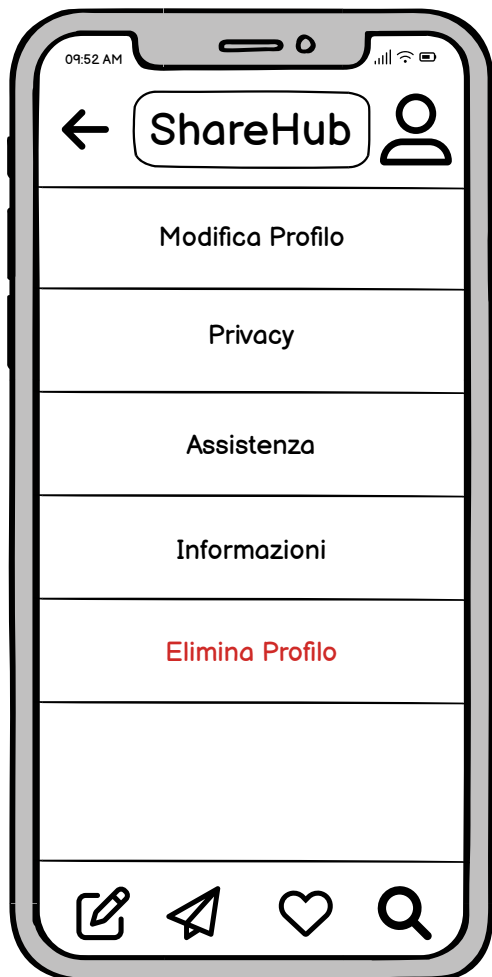 09:52 AM
ShareHub
Modifica Profilo
Privacy
Assistenza
Informazioni
Elimina Profilo